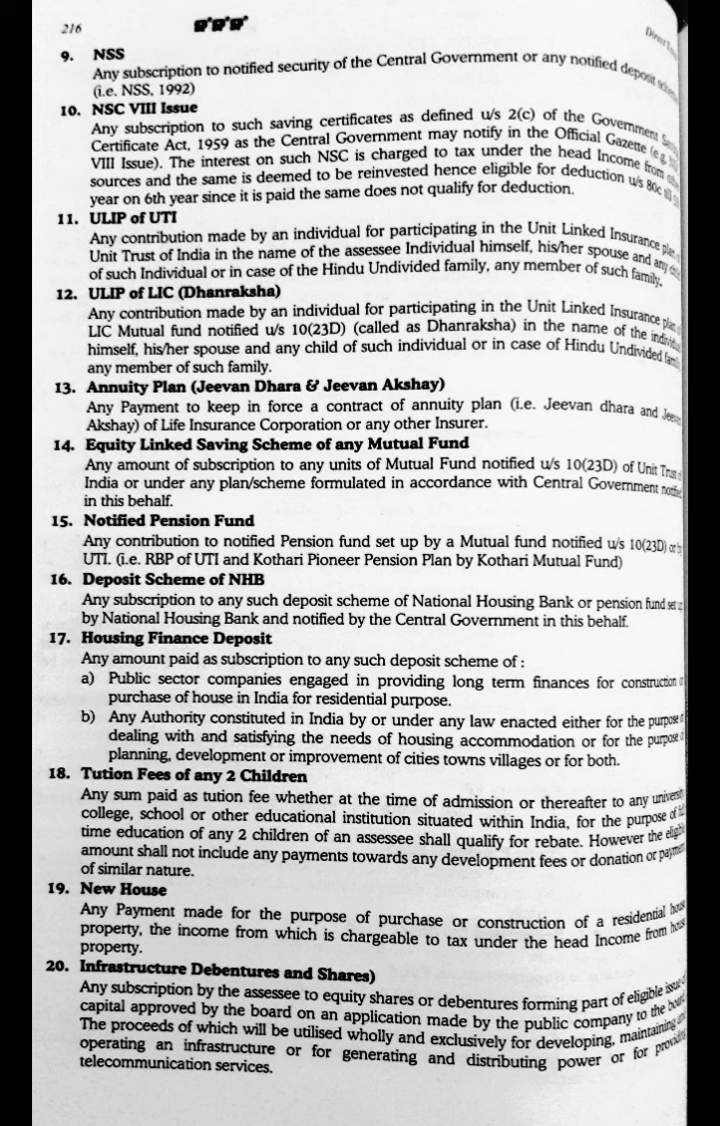 216
Direct
9. NSS
Any subscription to notified security of the Central Government or any notified deposit
(i.e. NSS, 1992)
10. NSC VIII Issue
Any subscription to such saving certificates as defined u/s 2(c) of the Government
Certificate Act, 1959 as the Central Government may notify in the Official Gazette (e.g.
VIII Issue). The interest on such NSC is charged to tax under the head Income from
sources and the same is deemed to be reinvested hence eligible for deduction u/s 80c
year on 6th year since it is paid the same does not qualify for deduction.
11. ULIP of UTI
Any contribution made by an individual for participating in the Unit Linked Insurance
Unit Trust of India in the name of the assessee Individual himself, his/her spouse and any
of such Individual or in case of the Hindu Undivided family, any member of such family.
12. ULIP of LIC (Dhanraksha)
Any contribution made by an individual for participating in the Unit Linked Insurance plan
LIC Mutual fund notified u/s 10(23D) (called as Dhanraksha) in the name of the
himself, his/her spouse and any child of such individual or in case of Hindu Undivided
any member of such family.
13. Annuity Plan (Jeevan Dhara & Jeevan Akshay)
Any Payment to keep in force a contract of annuity plan (i.e. Jeevan dhara and
Akshay) of Life Insurance Corporation or any other Insurer.
14. Equity Linked Saving Scheme of any Mutual Fund
Any amount of subscription to any units of Mutual Fund notified u/s 10(23D) of Unit Trust
India or under any plan/scheme formulated in accordance with Central Government
in this behalf.
15. Notified Pension Fund
Any contribution to notified Pension fund set up by a Mutual fund notified u/s 10(23D) or
UTI. (i.e. RBP of UTI and Kothari Pioneer Pension Plan by Kothari Mutual Fund)
16. Deposit Scheme of NHB
Any subscription to any such deposit scheme of National Housing Bank or pension fund set
by National Housing Bank and notified by the Central Government in this behalf.
17. Housing Finance Deposit
Any amount paid as subscription to any such deposit scheme of :
a) Public sector companies engaged in providing long term finances for construction
purchase of house in India for residential purpose.
b) Any Authority constituted in India by or under any law enacted either for the purpose
dealing with and satisfying the needs of housing accommodation or for the purpose
planning, development or improvement of cities towns villages or for both.
18. Tution Fees of any 2 Children
Any sum paid as tution fee whether at the time of admission or thereafter to any
college, school or other educational institution situated within India, for the purpose of
time education of any 2 children of an assessee shall qualify for rebate. However the
amount shall not include any payments towards any development fees or donation or
of similar nature.
19. New House
Any Payment made for the purpose of purchase or construction of a residential
property, the income from which is chargeable to tax under the head Income from
property.
20. Infrastructure Debentures and Shares)
Any subscription by the assessee to equity shares or debentures forming part of eligible issue
capital approved by the board on an application made by the public company to the
The proceeds of which will be utilised wholly and exclusively for developing, maintaining
operating an infrastructure or for generating and distributing power or for
telecommunication services.